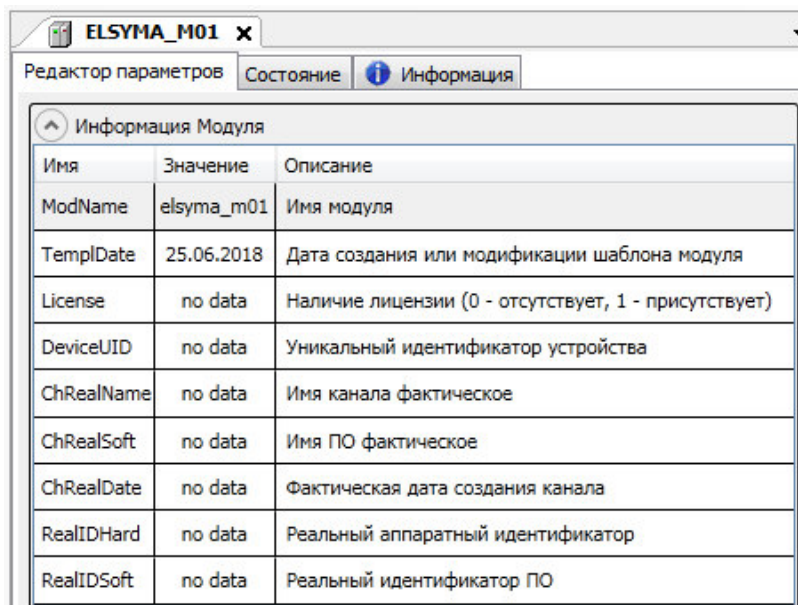 ELSYMA_M01
Редактор параметров Состояние Информация
Информация Модуля
Имя Значение Описание
ModName elsyma_m01 Имя модуля
TemplDate 25.06.2018 Дата создания или модификации шаблона модуля
License no data Наличие лицензии (0 - отсутствует, 1 - присутствует)
DeviceUID no data Уникальный идентификатор устройства
ChRealName no data Имя канала фактическое
ChRealSoft no data Имя ПО фактическое
ChRealDate no data Фактическая дата создания канала
RealIDHard no data Реальный аппаратный идентификатор
RealIDSoft no data Реальный идентификатор ПО